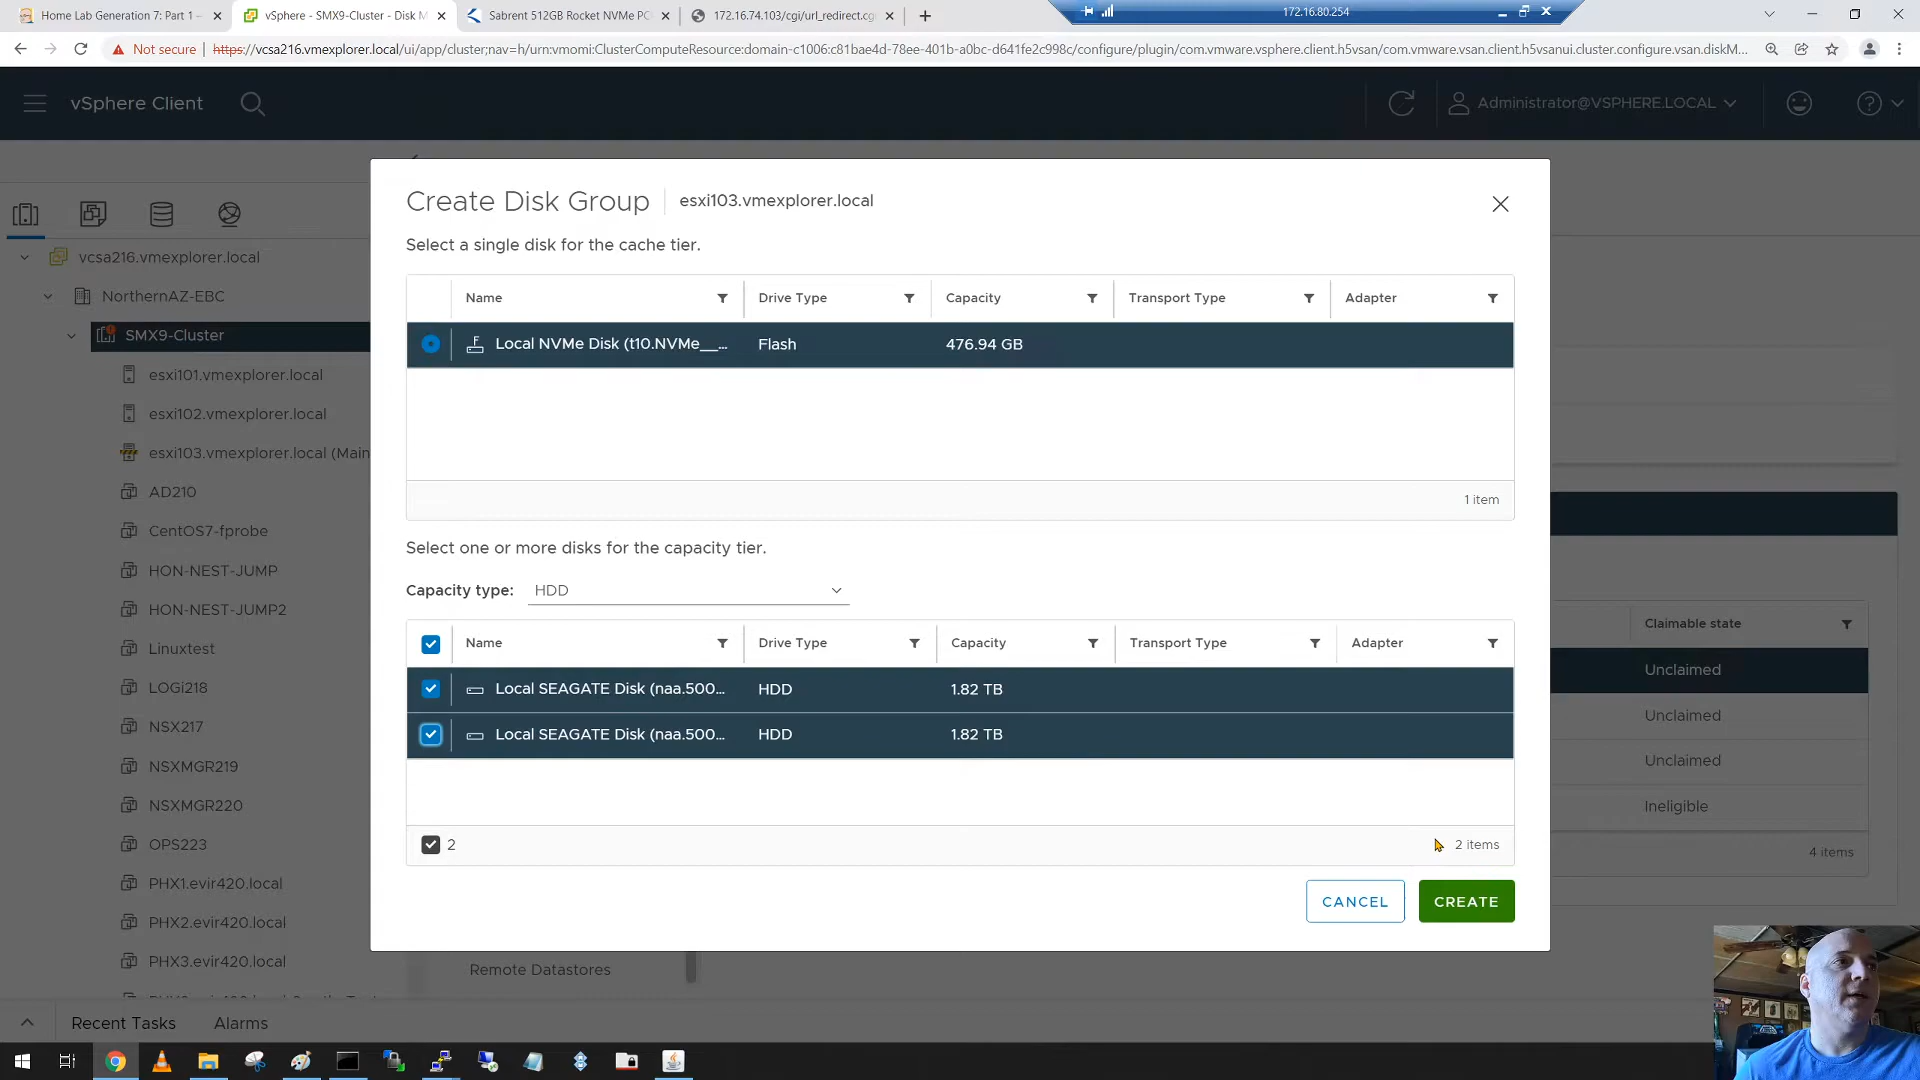 Home Lab Generation 7: Part 1 –
vSphere - SMX9-Cluster - Disk M
Sabrent 512GB Rocket NVMe PC
172.16.74.103/cgi/url_redirect.cg
172.16.80.254
Not secure
https://vcsa216.vmexplorer.local/ui/app/cluster;nav=h/urn:vmomi:ClusterComputeResource:domain-c1006:c81bae4d-78ee-401b-a0bc-d641fe2c998c/configure/plugin/com.vmware.vsphere.client.h5vsan/com.vmware.vsan.client.h5vsanui.cluster.configure.vsan.diskM...
vSphere Client
Administrator@VSPHERE.LOCAL
vcsa216.vmexplorer.local
NorthernAZ-EBC
SMX9-Cluster
esxi101.vmexplorer.local
esxi102.vmexplorer.local
esxi103.vmexplorer.local (Main
AD210
CentOS7-fprobe
HON-NEST-JUMP
HON-NEST-JUMP2
Linuxtest
LOGi218
NSX217
NSXMGR219
NSXMGR220
OPS223
PHX1.evir420.local
PHX2.evir420.local
PHX3.evir420.local
Create Disk Group
esxi103.vmexplorer.local
Select a single disk for the cache tier.
Name Drive Type Capacity Transport Type Adapter
Local NVMe Disk (t10.NVMe__... Flash 476.94 GB
1 item
Select one or more disks for the capacity tier.
Capacity type: HDD
Name Drive Type Capacity Transport Type Adapter
Local SEAGATE Disk (naa.500... HDD 1.82 TB
Local SEAGATE Disk (naa.500... HDD 1.82 TB
2
2 items
CANCEL CREATE
Claimable state
Unclaimed
Unclaimed
Unclaimed
Ineligible
4 items
Remote Datastores
Recent Tasks Alarms